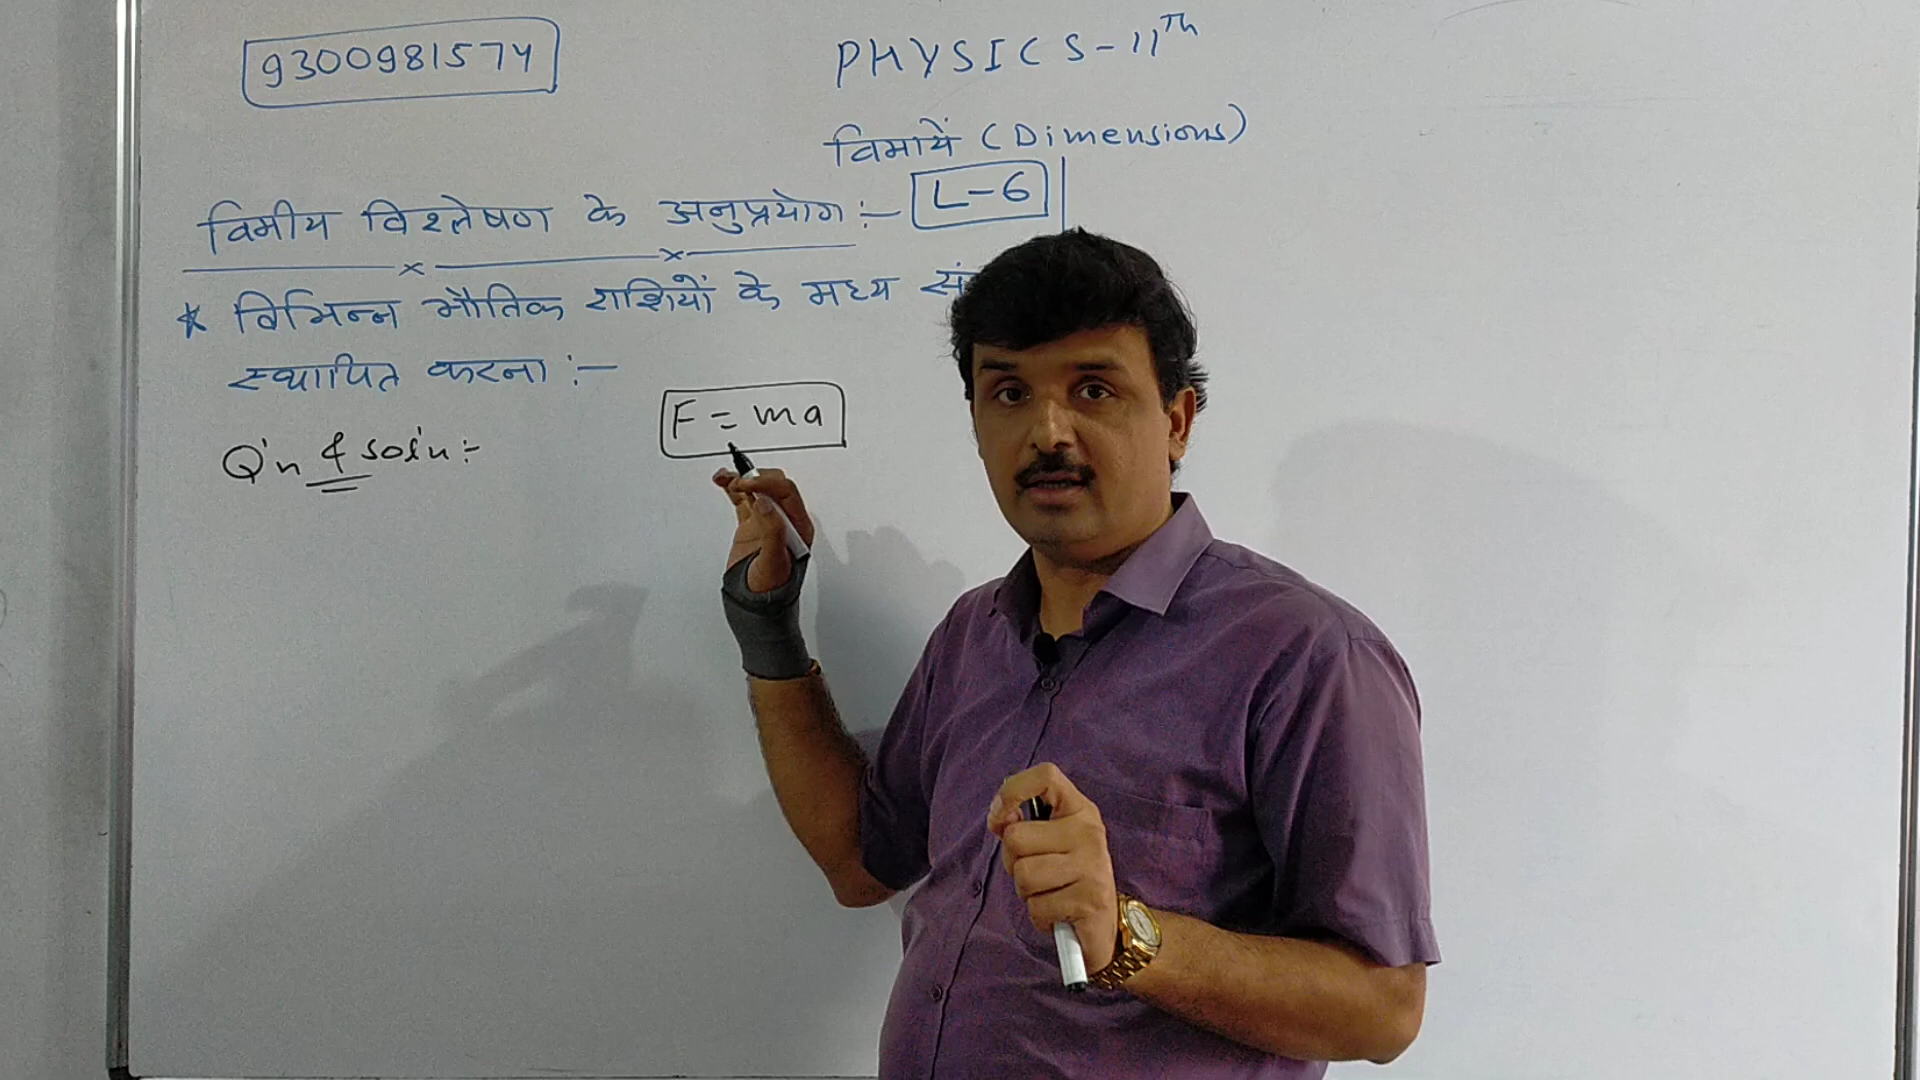 9300981574
PHYSICS-11Th
विमायें (Dimensions)
विमीय विश्लेषण के अनुप्रयोग :- L-6
* विभिन्न भौतिक राशियों के मध्य
स्थापित करना :-
Q'n & sol'n :-
F = ma